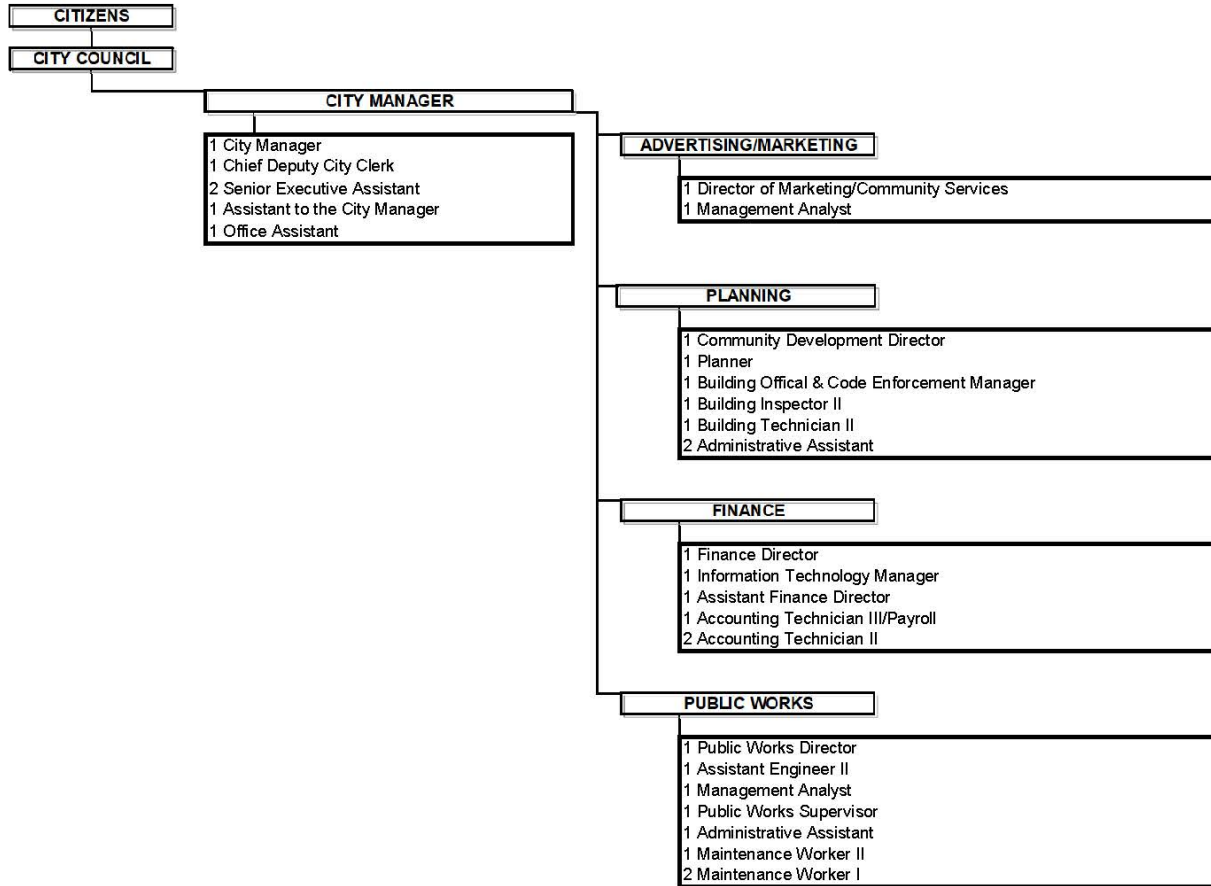 CITIZENS
CITY COUNCIL
CITY MANAGER
1 City Manager
1 Chief Deputy City Clerk
2 Senior Executive Assistant
1 Assistant to the City Manager
1 Office Assistant
ADVERTISING/MARKETING
1 Director of Marketing/Community Services
1 Management Analyst
PLANNING
1 Community Development Director
1 Planner
1 Building Offical & Code Enforcement Manager
1 Building Inspector II
1 Building Technician II
2 Administrative Assistant
FINANCE
1 Finance Director
1 Information Technology Manager
1 Assistant Finance Director
1 Accounting Technician III/Payroll
2 Accounting Technician II
PUBLIC WORKS
1 Public Works Director
1 Assistant Engineer II
1 Management Analyst
1 Public Works Supervisor
1 Administrative Assistant
1 Maintenance Worker II
2 Maintenance Worker I